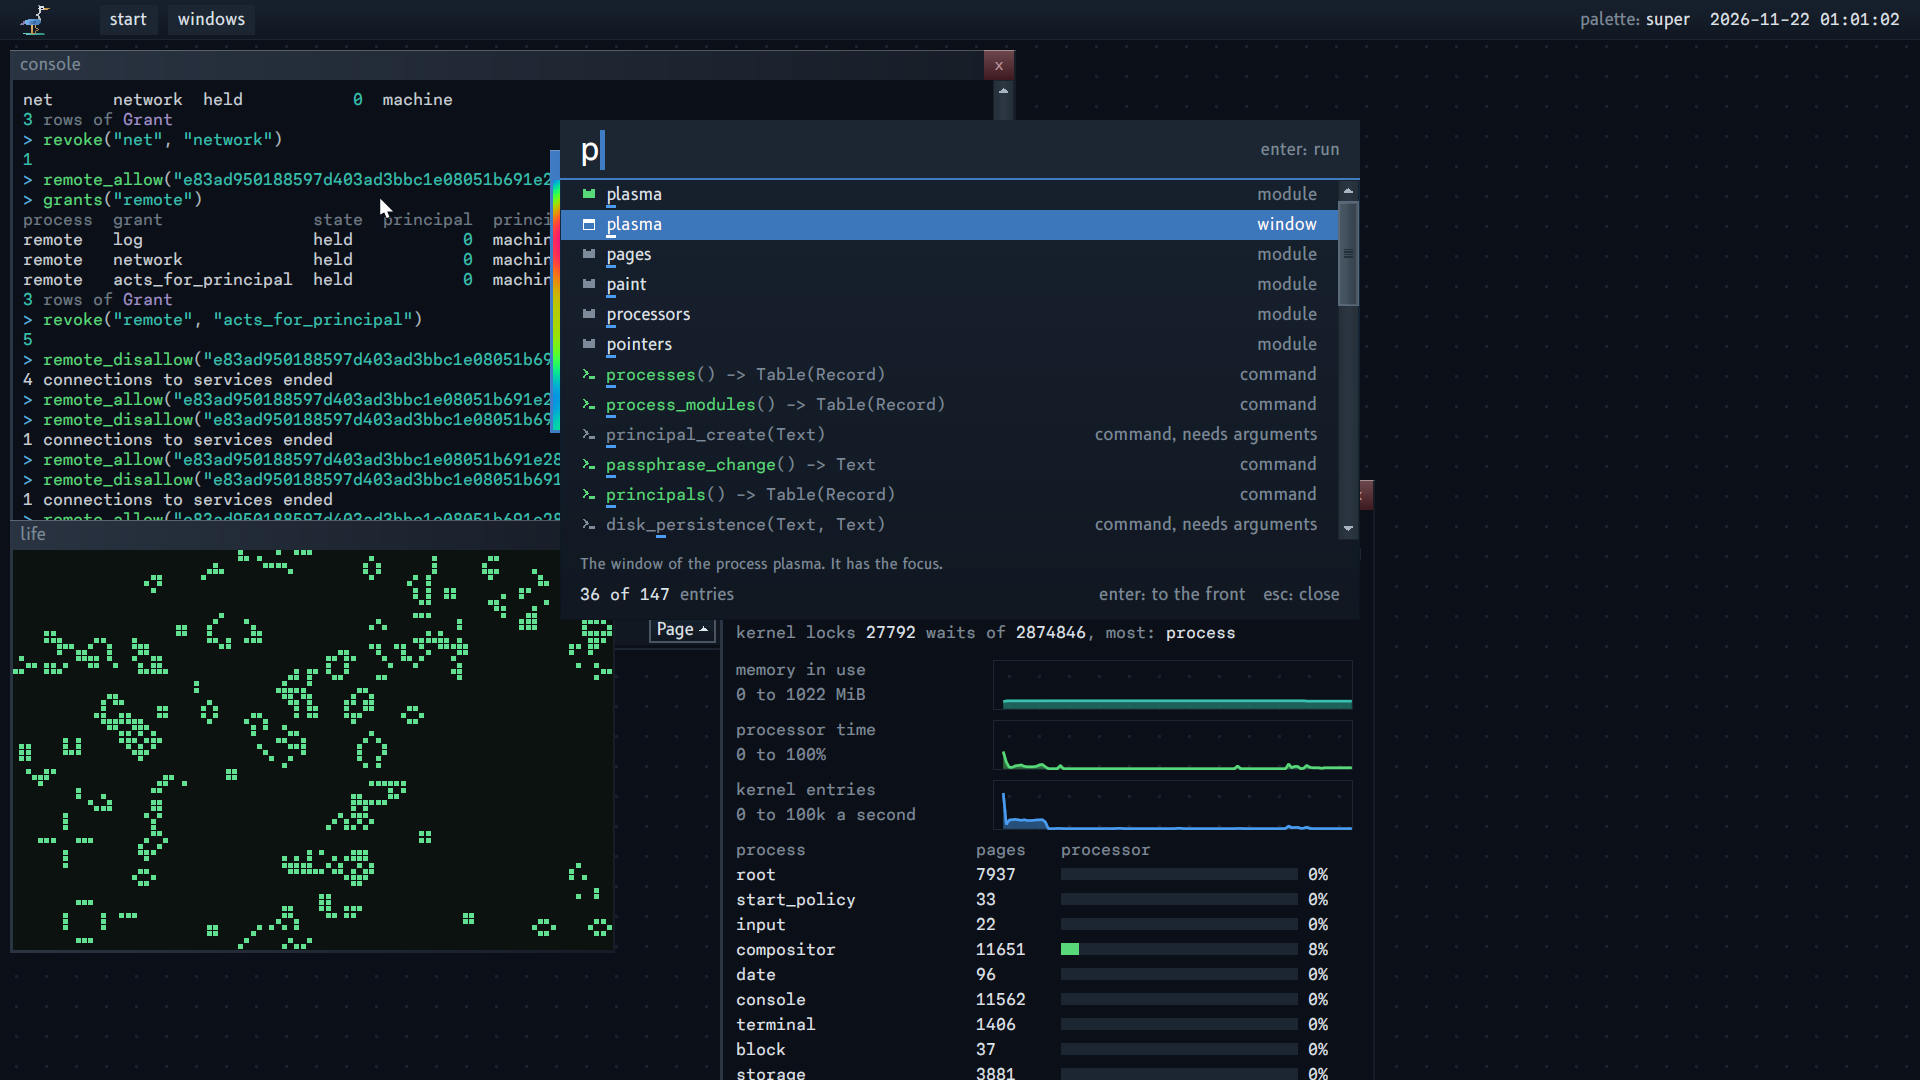 start windows palette: super 2026-11-22 01:01:02
console x
net network held 0 machine
3 rows of Grant
> revoke("net", "network")
1
> remote_allow("e83ad950188597d403ad3bbc1e08051b691e2
> grants("remote")
process grant state principal princi
remote log held 0 machin
remote network held 0 machin
remote acts_for_principal held 0 machin
3 rows of Grant
> revoke("remote", "acts_for_principal")
5
> remote_disallow("e83ad950188597d403ad3bbc1e08051b69
4 connections to services ended
> remote_allow("e83ad950188597d403ad3bbc1e08051b691e2
> remote_disallow("e83ad950188597d403ad3bbc1e08051b69
1 connections to services ended
> remote_allow("e83ad950188597d403ad3bbc1e08051b691e28
> remote_disallow("e83ad950188597d403ad3bbc1e08051b691
1 connections to services ended
> remote_allow("e83ad950188597d403ad3bbc1e08051b691e28
p enter: run
plasma module
plasma window
pages module
paint module
processors module
pointers module
processes() -> Table(Record) command
process_modules() -> Table(Record) command
principal_create(Text) command, needs arguments
passphrase_change() -> Text command
principals() -> Table(Record) command
disk_persistence(Text, Text) command, needs arguments
The window of the process plasma. It has the focus.
36 of 147 entries enter: to the front esc: close
life
Page
kernel locks 27792 waits of 2874846, most: process
memory in use
0 to 1022 MiB
processor time
0 to 100%
kernel entries
0 to 100k a second
process pages processor
root 7937 0%
start_policy 33 0%
input 22 0%
compositor 11651 8%
date 96 0%
console 11562 0%
terminal 1406 0%
block 37 0%
storage 3881 0%